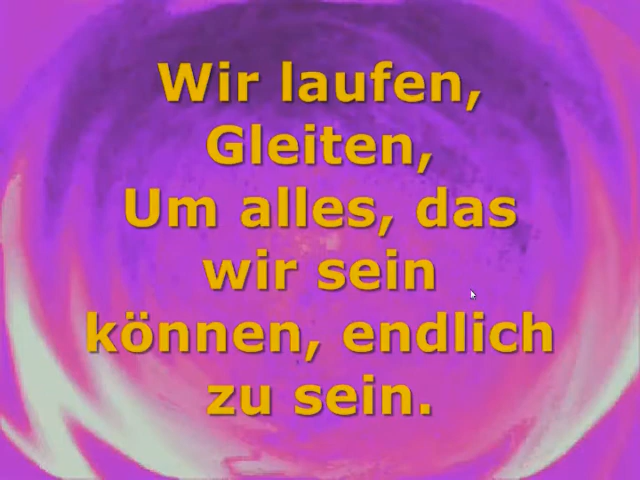 Wir laufen,
Gleiten,
Um alles, das
wir sein
können, endlich
zu sein.